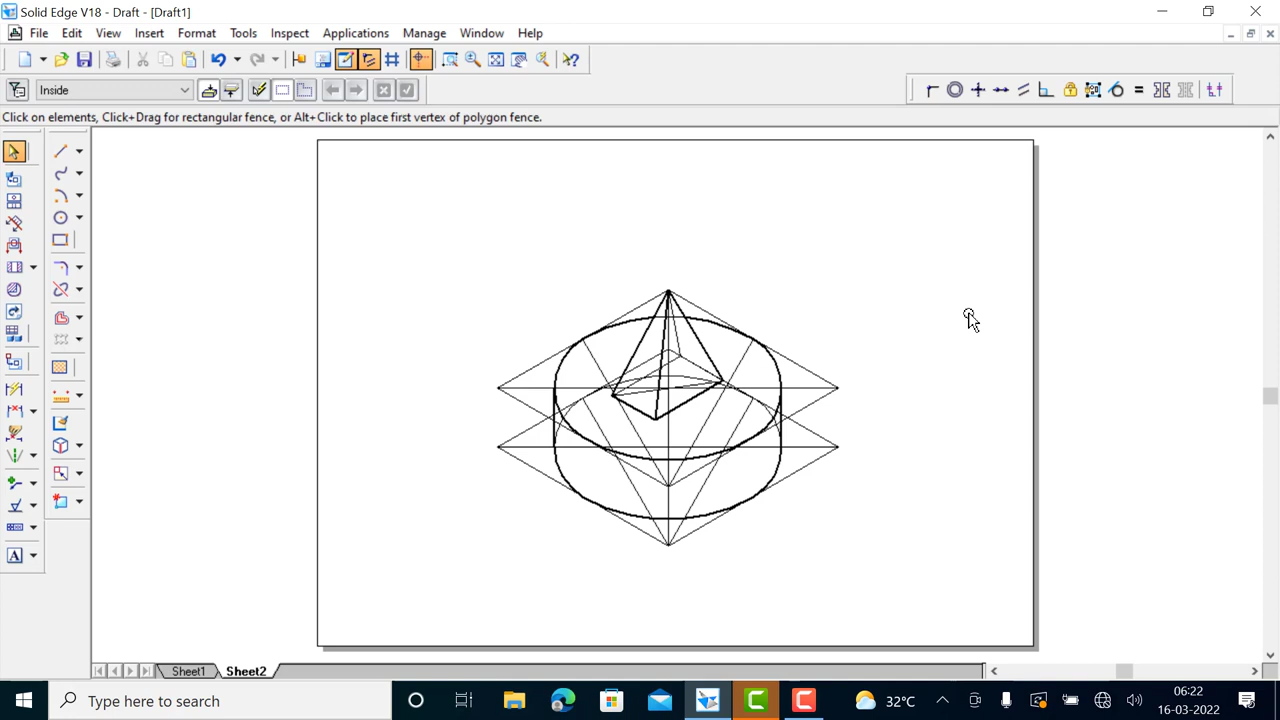 Solid Edge V18 - Draft - [Draft1]
File Edit View Insert Format Tools Inspect Applications Manage Window Help
Inside
Click on elements, Click+Drag for rectangular fence, or Alt+Click to place first vertex of polygon fence.
A
Sheet1 Sheet2
Type here to search
32°C
06:22
16-03-2022